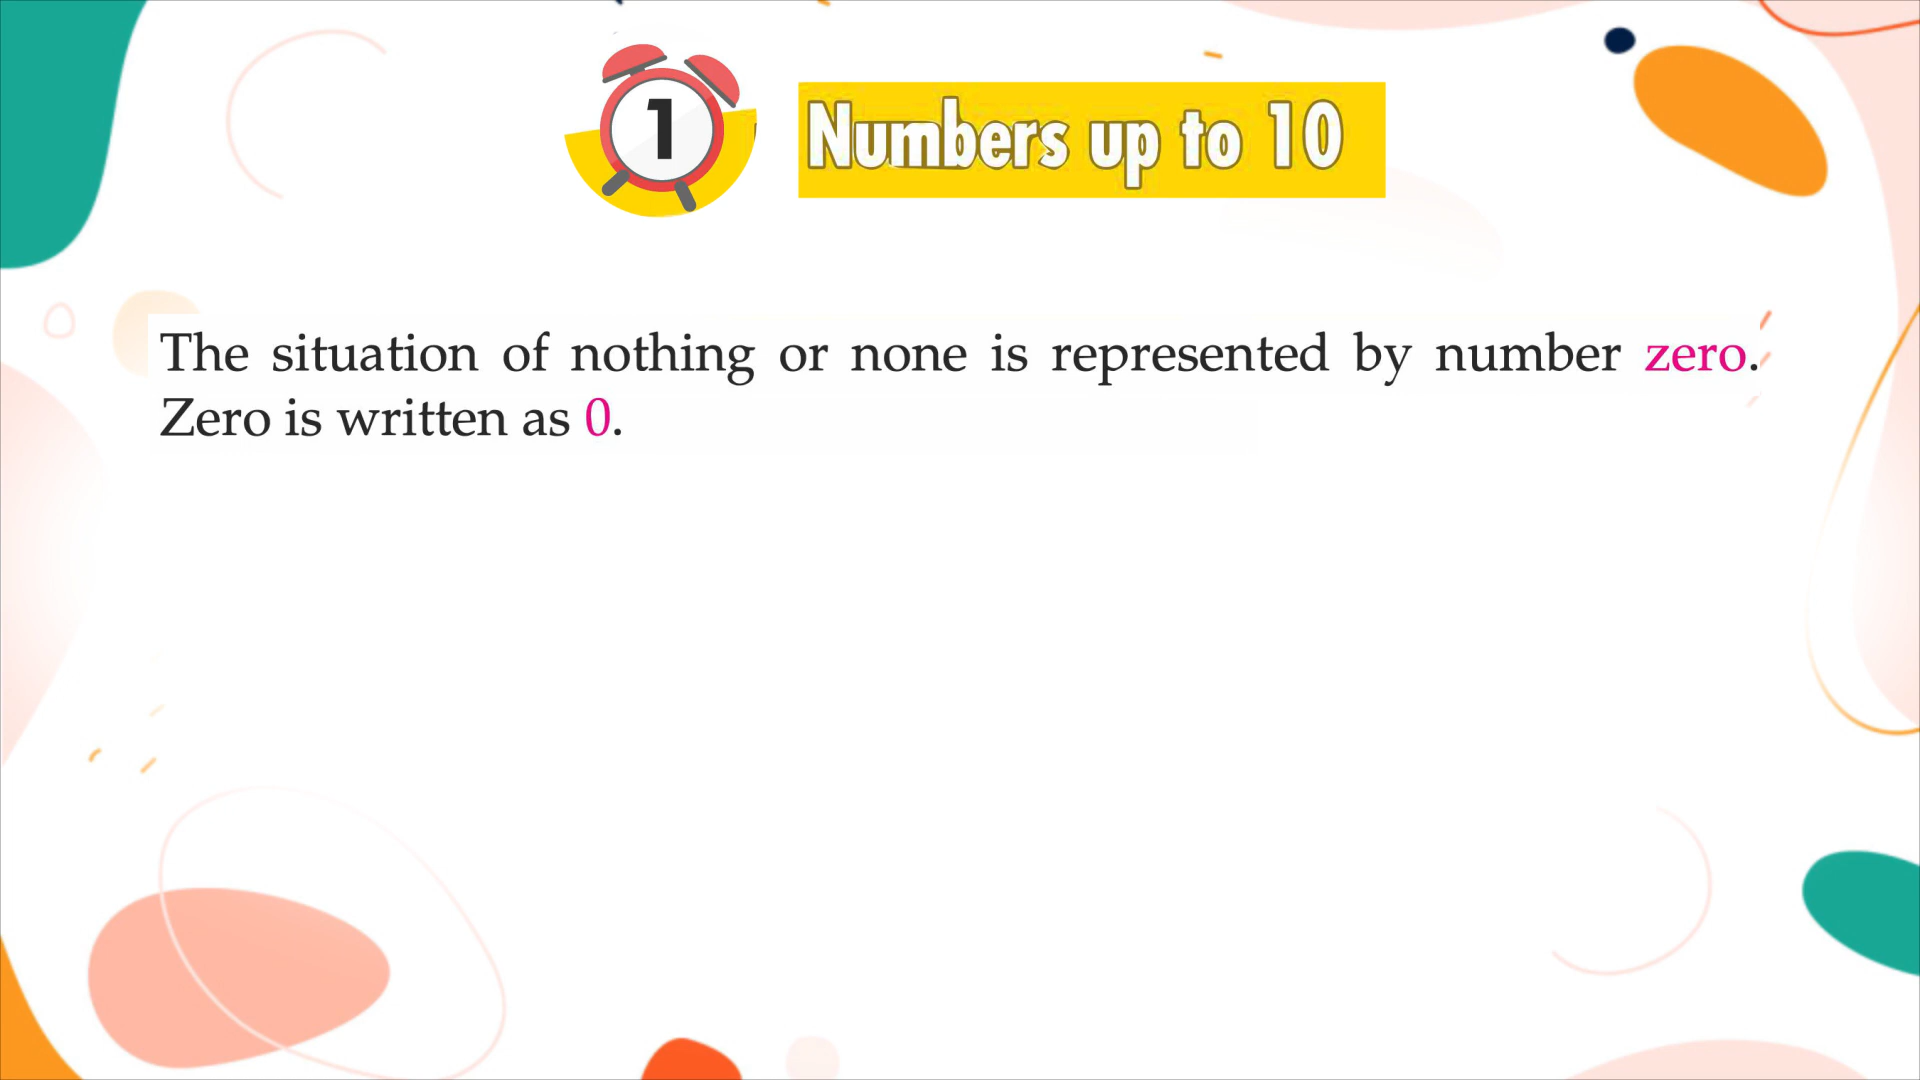 1
Numbers up to 10
The situation of nothing or none is represented by number zero.
Zero is written as 0.